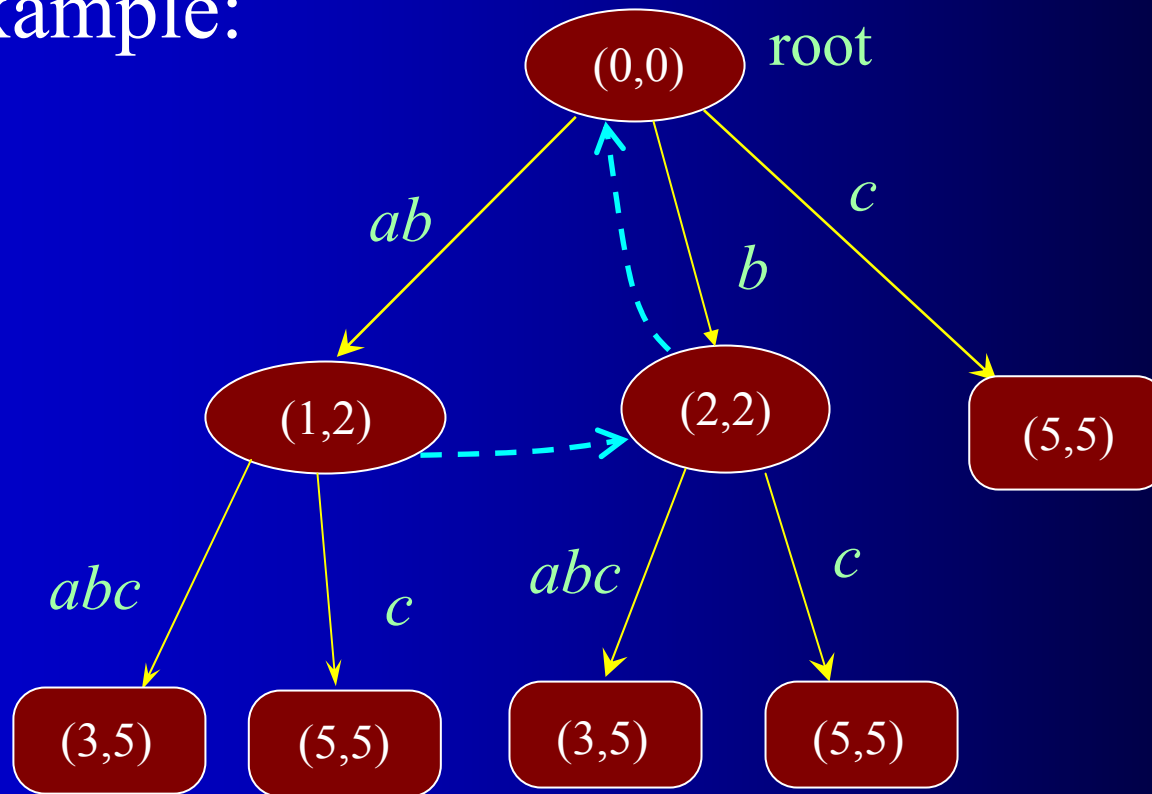 xample:
(0,0)
root
ab
b
c
(1,2)
(2,2)
(5,5)
abc
c
abc
c
(3,5)
(5,5)
(3,5)
(5,5)